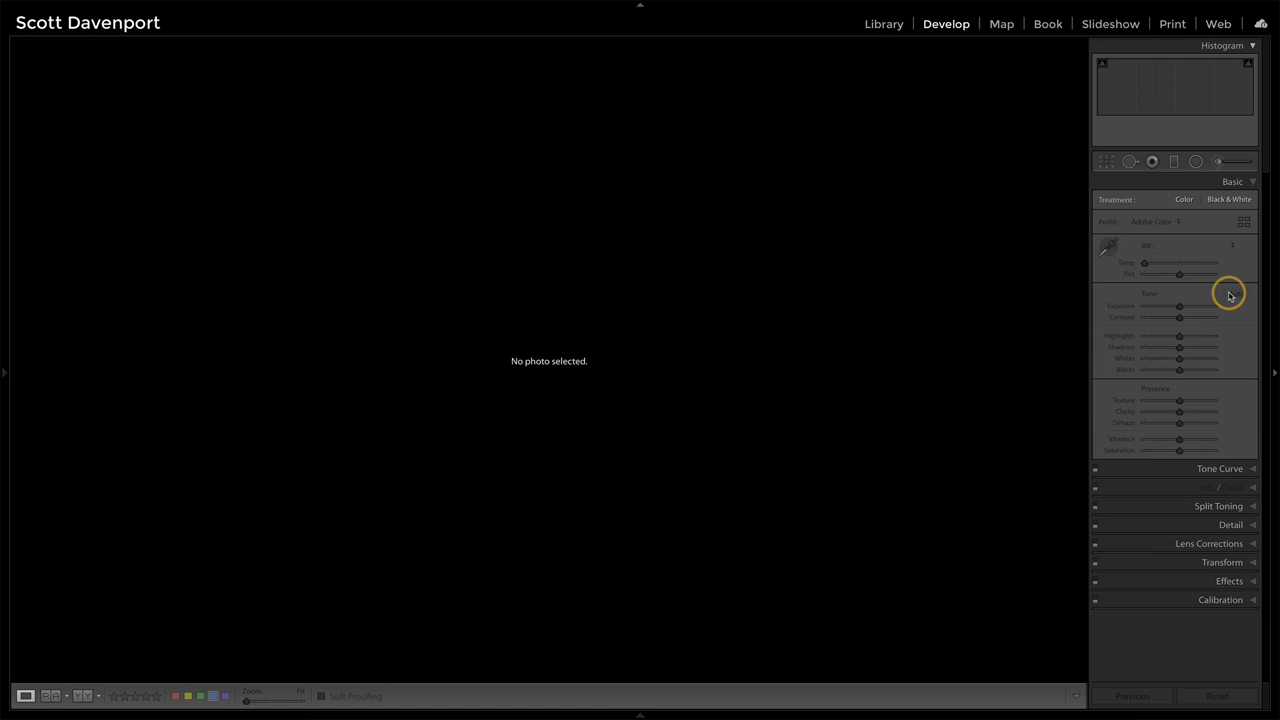 Scott Davenport
Library | Develop | Map | Book | Slideshow | Print | Web
Histogram
Basic
Treatment : Color | Black & White
Profile : Adobe Color
WB :
Temp
Tint
Tone
Exposure
Contrast
Highlights
Shadows
Whites
Blacks
Presence
Texture
Clarity
Dehaze
Vibrance
Saturation
Tone Curve
Split Toning
Detail
Lens Corrections
Transform
Effects
Calibration
No photo selected.
RA YY Zoom Fit Soft Proofing
Previous Reset